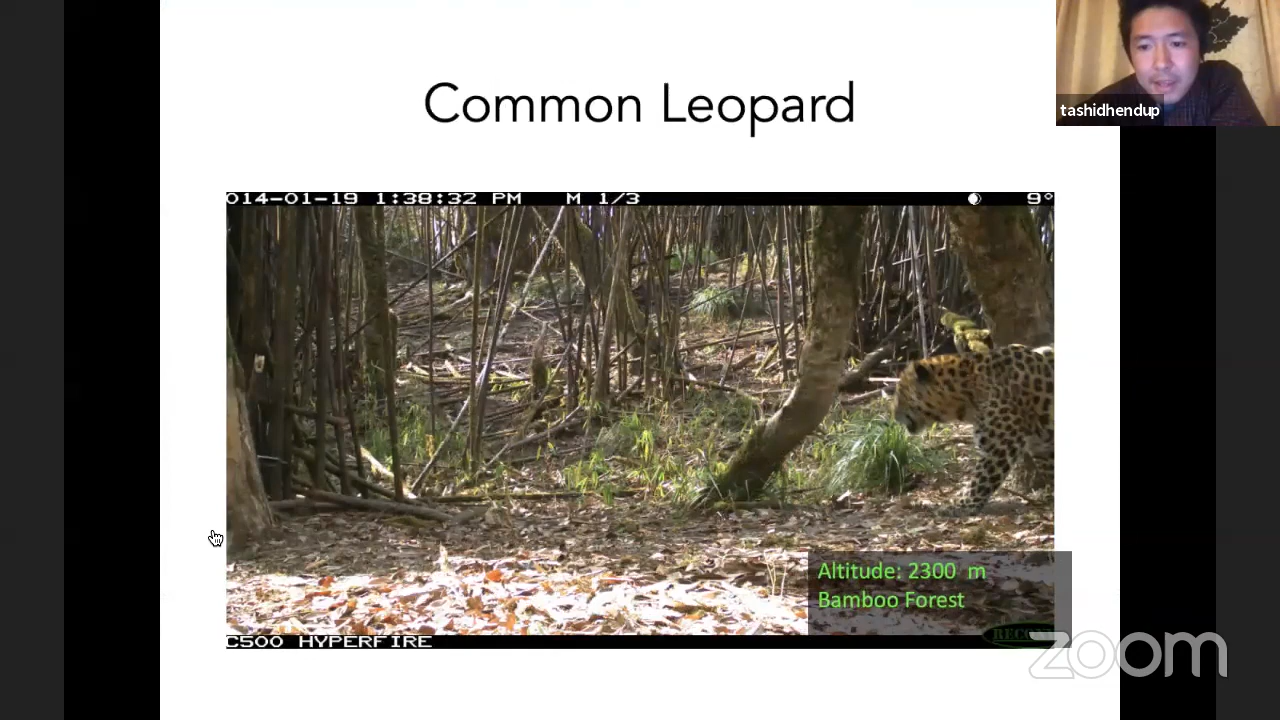 Common Leopard
tashidhendup
014-01-19 1:38:32 PM M 1/3 9°
Altitude: 2300 m
Bamboo Forest
C500 HYPERFIRE
zoom